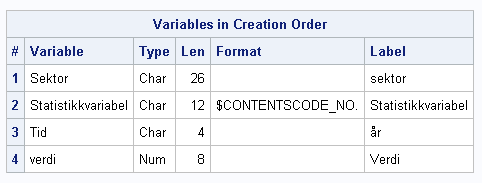 Variables in Creation Order
# Variable Type Len Format Label
1 Sektor Char 26 sektor
2 Statistikkvariabel Char 12 $CONTENTSCODE_NO. Statistikkvariabel
3 Tid Char 4 år
4 verdi Num 8 Verdi